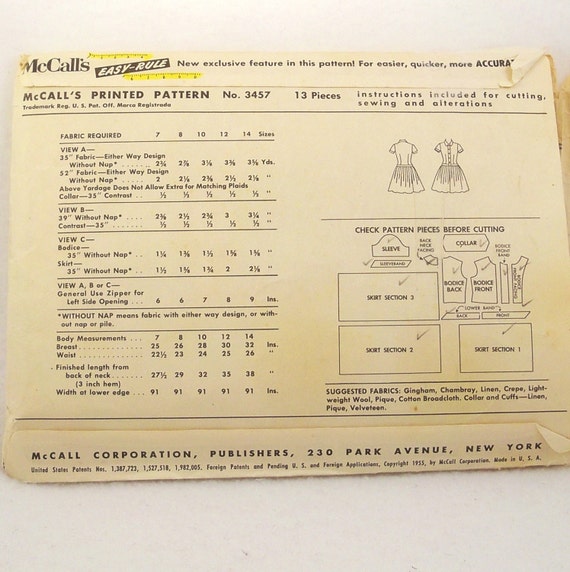 McCall's EASY-RULE New exclusive feature in this pattern! For easier, quicker, more ACCURA
McCALL'S PRINTED PATTERN No. 3457 13 Pieces instructions included for cutting,
Trademark Reg. U. S. Pat. Off, Marca Registrada sewing and alterations
FABRIC REQUIRED 7 8 10 12 14 Sizes
VIEW A—
35" Fabric—Either Way Design
Without Nap* 2¾ 2⅞ 3¼ 3⅜ 3⅝ Yds.
52" Fabric—Either Way Design
Without Nap* 2 2⅛ 2⅜ 2½ 2⅝ "
Above Yardage Does Not Allow Extra for Matching Plaids
Collar—35" Contrast ½ ½ ½ ½ ½ "
VIEW B—
39" Without Nap* 2⅜ 2½ 2¾ 3 3¼ "
Contrast—35" ½ ½ ½ ½ ½ "
VIEW C—
Bodice—
35" Without Nap* 1¼ 1⅜ 1½ 1⅝ 1⅝ "
Skirt—
35" Without Nap* 1½ 1⅝ 1¾ 2 2⅛ "
VIEW A, B or C—
General Use Zipper for
Left Side Opening 6 6 7 8 9 Ins.
*WITHOUT NAP means fabric with either way design, or with-
out nap or pile.
Body Measurements 7 8 10 12 14
Breast 25 26 28 30 32 Ins.
Waist 22½ 23 24 25 26 "
Finished length from
back of neck 27½ 29 32 35 38 "
(3 inch hem)
Width at lower edge 91 91 91 91 91 Ins.
CHECK PATTERN PIECES BEFORE CUTTING
SLEEVE
SLEEVEBAND
BACK NECK FACING
COLLAR
BODICE FRONT BAND
BODICE BACK
BODICE FRONT
BODICE FRONT FACING
LOWER BAND
BACK FRONT
SKIRT SECTION 3
SKIRT SECTION 2
SKIRT SECTION 1
SUGGESTED FABRICS: Gingham, Chambray, Linen, Crepe, Light-
weight Wool, Pique, Cotton Broadcloth. Collar and Cuffs—Linen,
Pique, Velveteen.
McCALL CORPORATION, PUBLISHERS, 230 PARK AVENUE, NEW YORK
United States Patents Nos. 1,387,723, 1,527,518, 1,982,005. Foreign Patents and Pending U. S. and Foreign Applications, Copyright 1955, by McCall Corporation. Made in U. S. A.